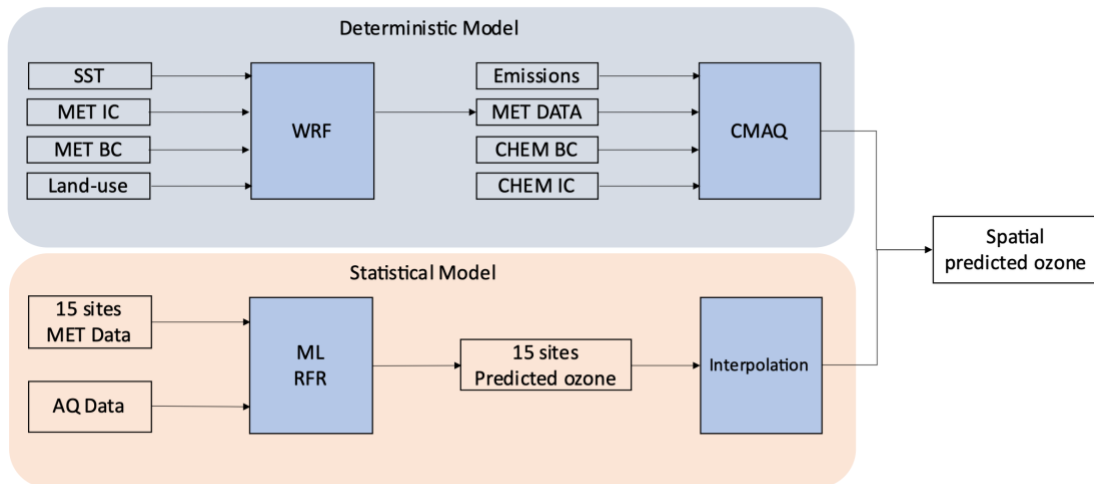 Deterministic Model
SST
MET IC
MET BC
Land-use
WRF
Emissions
MET DATA
CHEM BC
CHEM IC
CMAQ
Spatial
predicted ozone
Statistical Model
15 sites
MET Data
AQ Data
ML
RFR
15 sites
Predicted ozone
Interpolation